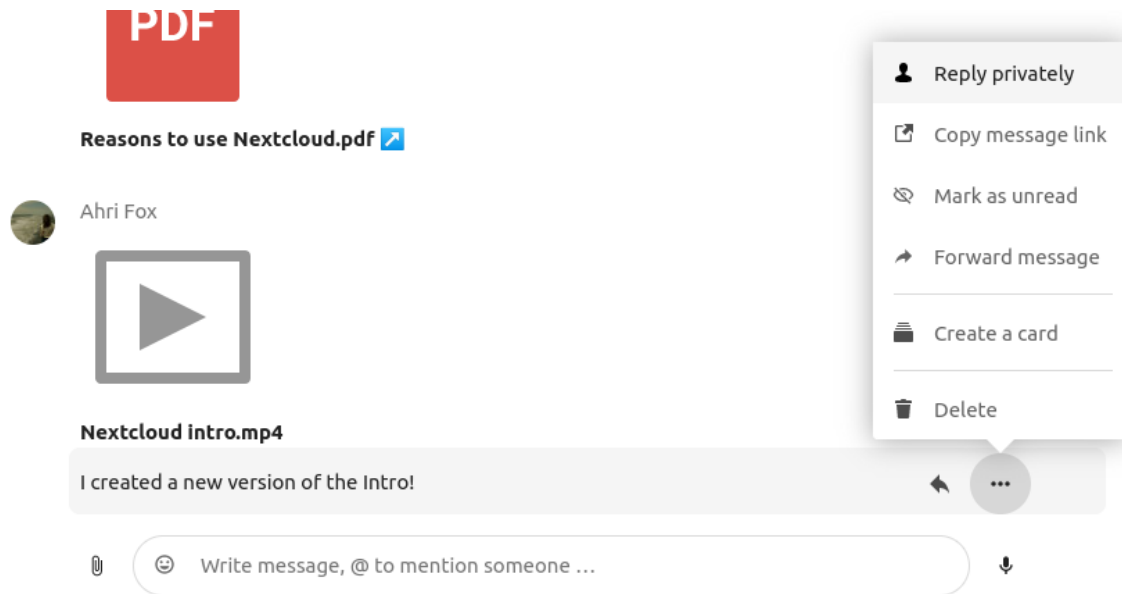 PDF
Reasons to use Nextcloud.pdf
Ahri Fox
Nextcloud intro.mp4
I created a new version of the Intro!
Write message, @ to mention someone …
Reply privately
Copy message link
Mark as unread
Forward message
Create a card
Delete